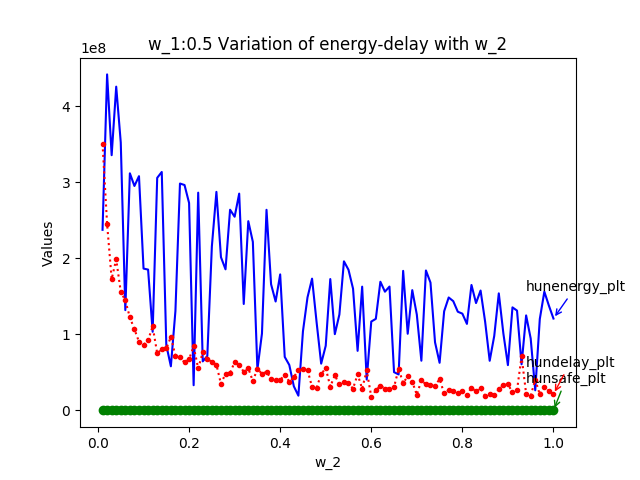 w_1:0.5 Variation of energy-delay with w_2
1e8
4
3
2
1
0
Values
hunenergy_plt
hundelay_plt
hunsafe_plt
0.0 0.2 0.4 0.6 0.8 1.0
w_2